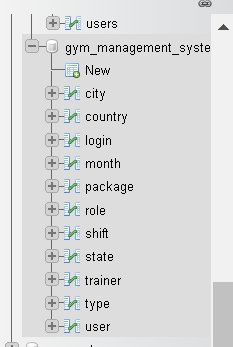 users
gym_management_syste
New
city
country
login
month
package
role
shift
state
trainer
type
user